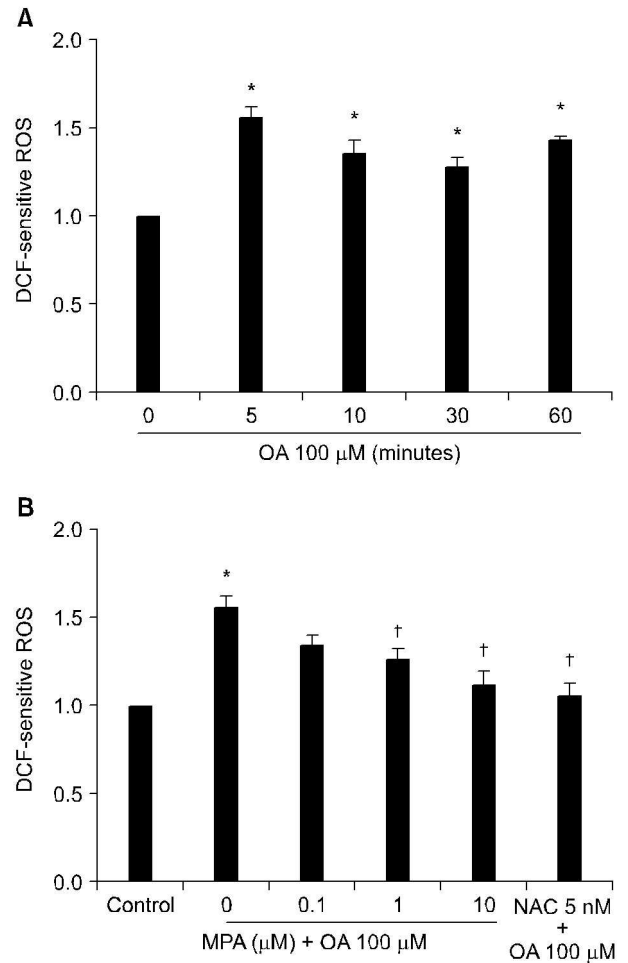 A
2.0
1.5
1.0
0.5
0.0
DCF-sensitive ROS
*
*
*
*
0 5 10 30 60
OA 100 μM (minutes)
B
2.0
1.5
1.0
0.5
0.0
DCF-sensitive ROS
*
†
†
†
Control 0 0.1 1 10 NAC 5 nM
MPA (μM) + OA 100 μM +
OA 100 μM